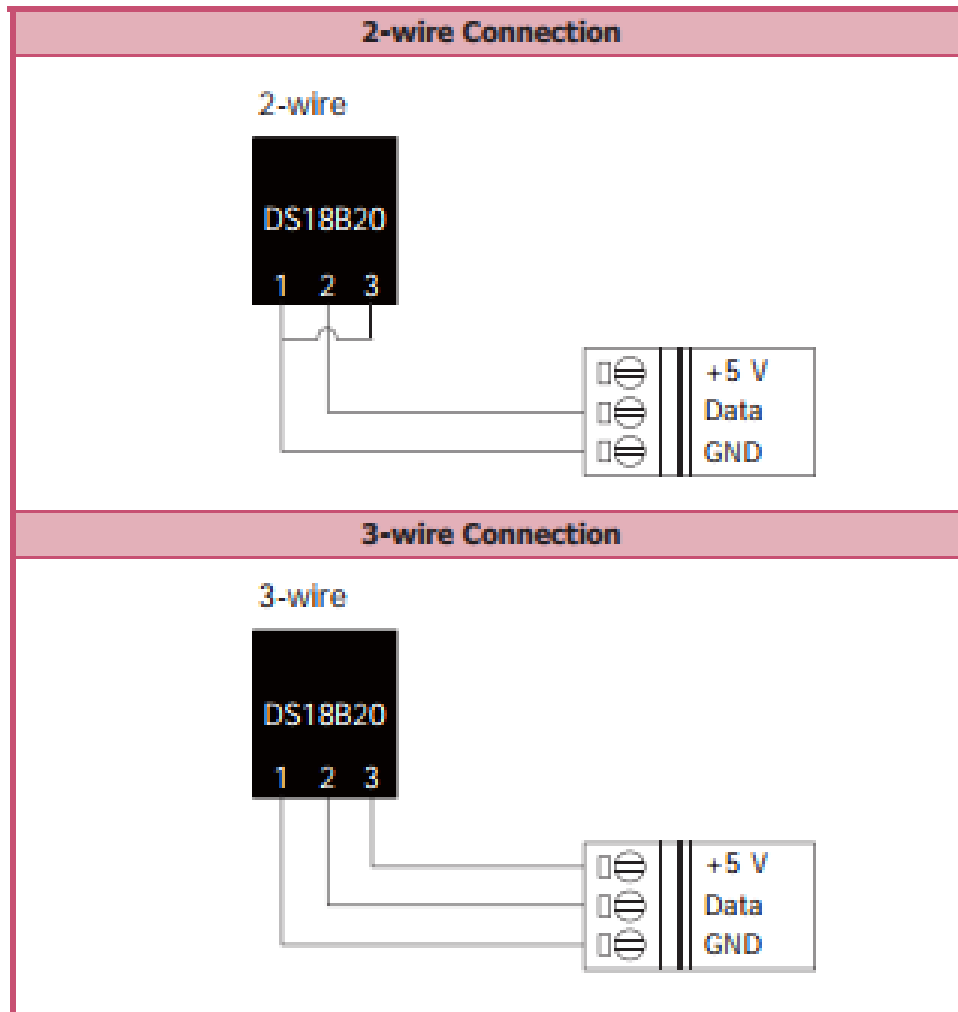 2-wire Connection
2-wire
DS18B20
1 2 3
+5 V
Data
GND
3-wire Connection
3-wire
DS18B20
1 2 3
+5 V
Data
GND